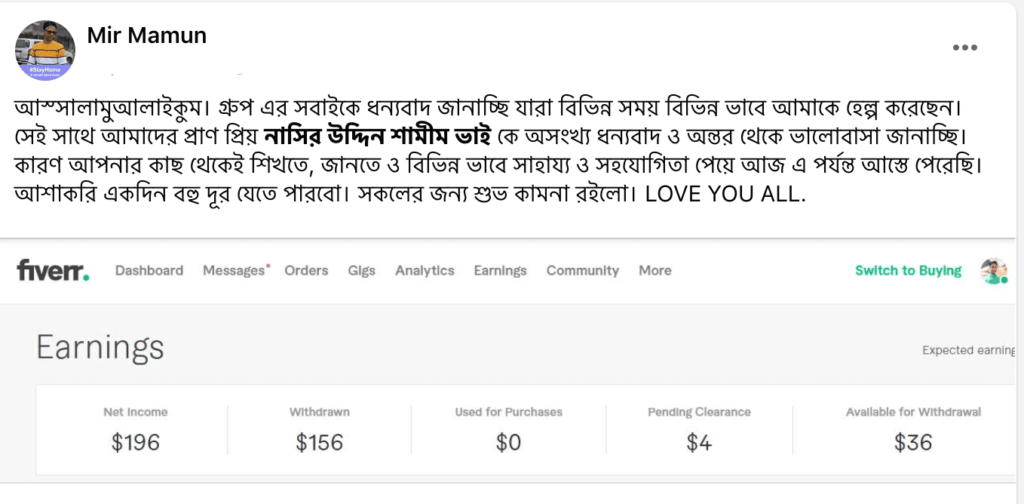 Mir Mamun
আস্সালামুআলাইকুম। গ্রুপ এর সবাইকে ধন্যবাদ জানাচ্ছি যারা বিভিন্ন সময় বিভিন্ন ভাবে আমাকে হেল্প করেছেন।
সেই সাথে আমাদের প্রাণ প্রিয় নাসির উদ্দিন শামীম ভাই কে অসংখ্য ধন্যবাদ ও অন্তর থেকে ভালোবাসা জানাচ্ছি।
কারণ আপনার কাছ থেকেই শিখতে, জানতে ও বিভিন্ন ভাবে সাহায্য ও সহযোগিতা পেয়ে আজ এ পর্যন্ত আস্তে পেরেছি।
আশাকরি একদিন বহু দূর যেতে পারবো। সকলের জন্য শুভ কামনা রইলো। LOVE YOU ALL.
fiverr. Dashboard Messages Orders Gigs Analytics Earnings Community More Switch to Buying
Earnings
Expected earning
Net Income Withdrawn Used for Purchases Pending Clearance Available for Withdrawal
$196 $156 $0 $4 $36